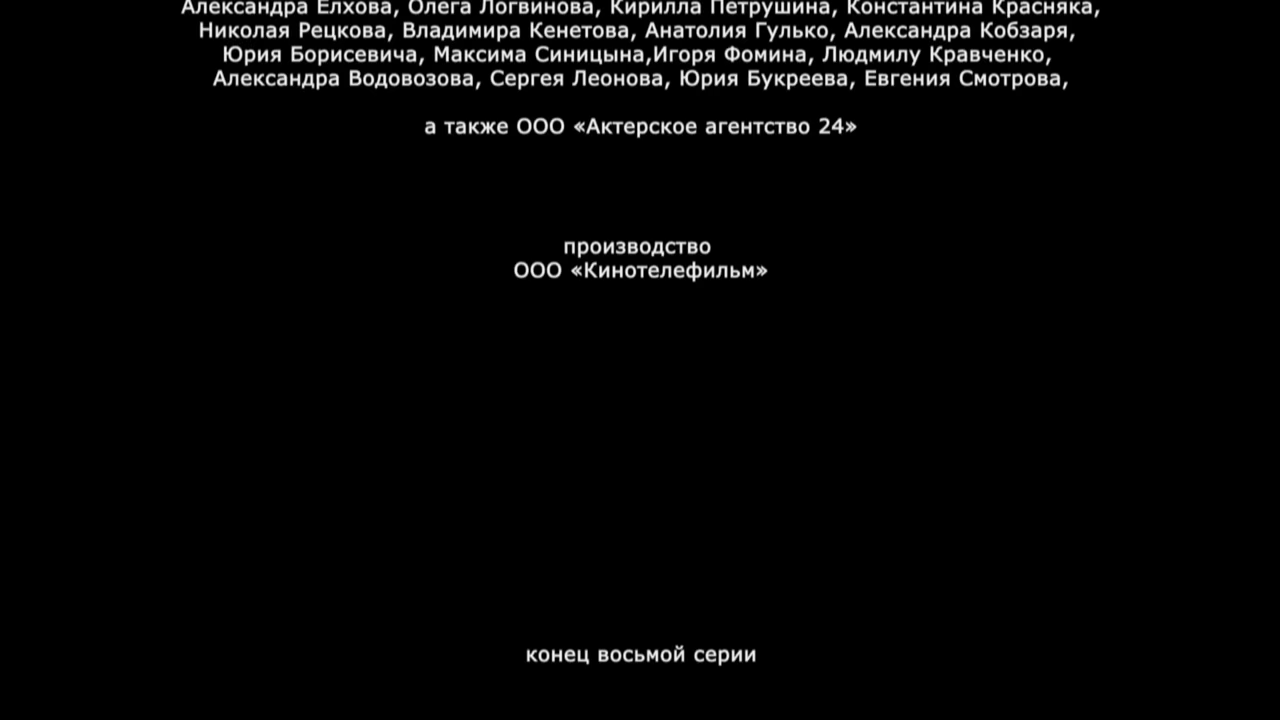 Александра Елхова, Олега Логвинова, Кирилла Петрушина, Константина Красняка,
Николая Рецкова, Владимира Кенетова, Анатолия Гулько, Александра Кобзаря,
Юрия Борисевича, Максима Синицына,Игоря Фомина, Людмилу Кравченко,
Александра Водовозова, Сергея Леонова, Юрия Букреева, Евгения Смотрова,
а также ООО «Актерское агентство 24»
производство
ООО «Кинотелефильм»
конец восьмой серии